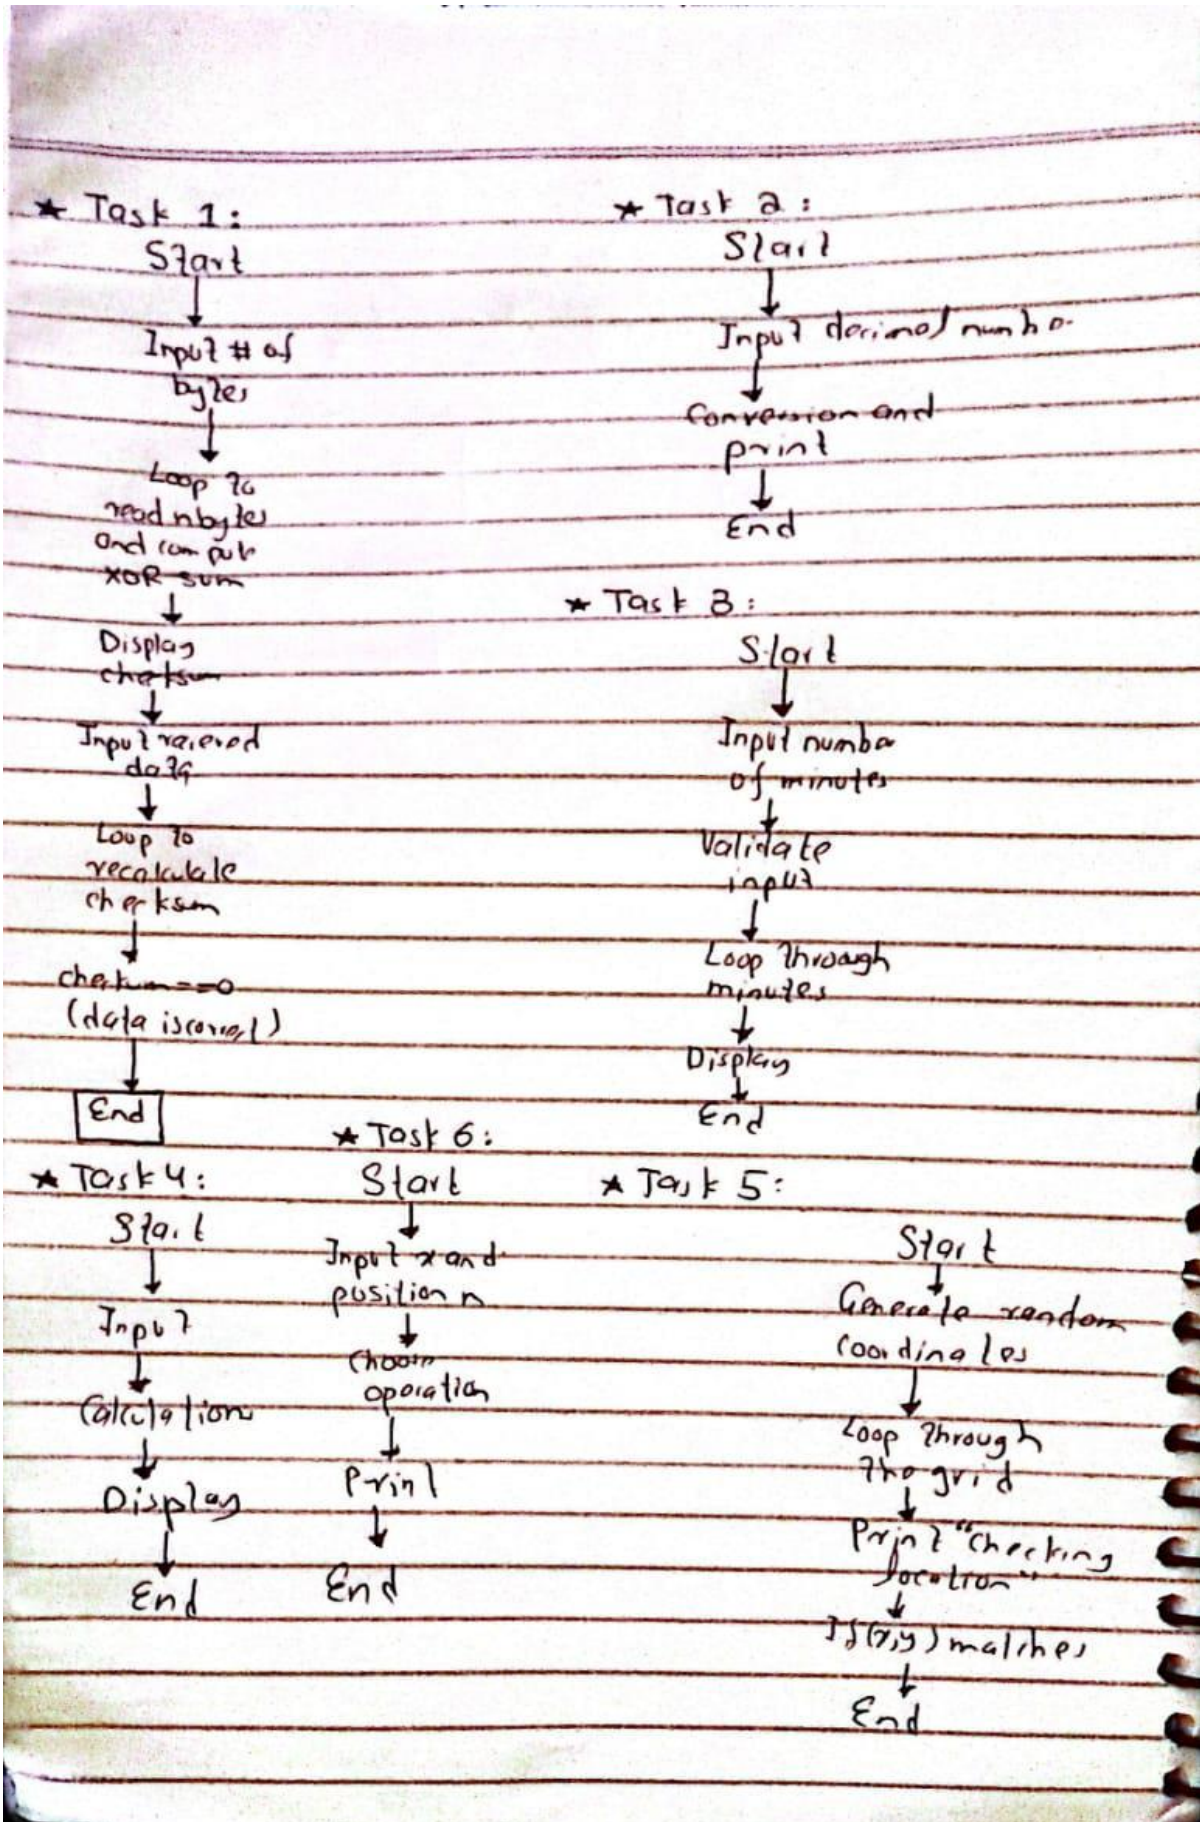 ★ Task 1:
Start
Input # of
bytes
Loop to
read n bytes
and compute
XOR sum
Display
checksum
Input recieved
data
Loop to
recalculate
checksum
checksum==0
(data is correct)
End
★ Task 2:
Start
Input decimal number
Conversion and
print
End
★ Task 3:
Start
Input number
of minutes
Validate
input
Loop through
minutes
Display
End
★ Task 4:
Start
Input
Calculation
Display
End
★ Task 6:
Start
Input x and
position n
Choose
operation
Print
End
★ Task 5:
Start
Generate random
coordinates
Loop through
the grid
Print "Checking
location"
If(x,y) matches
End